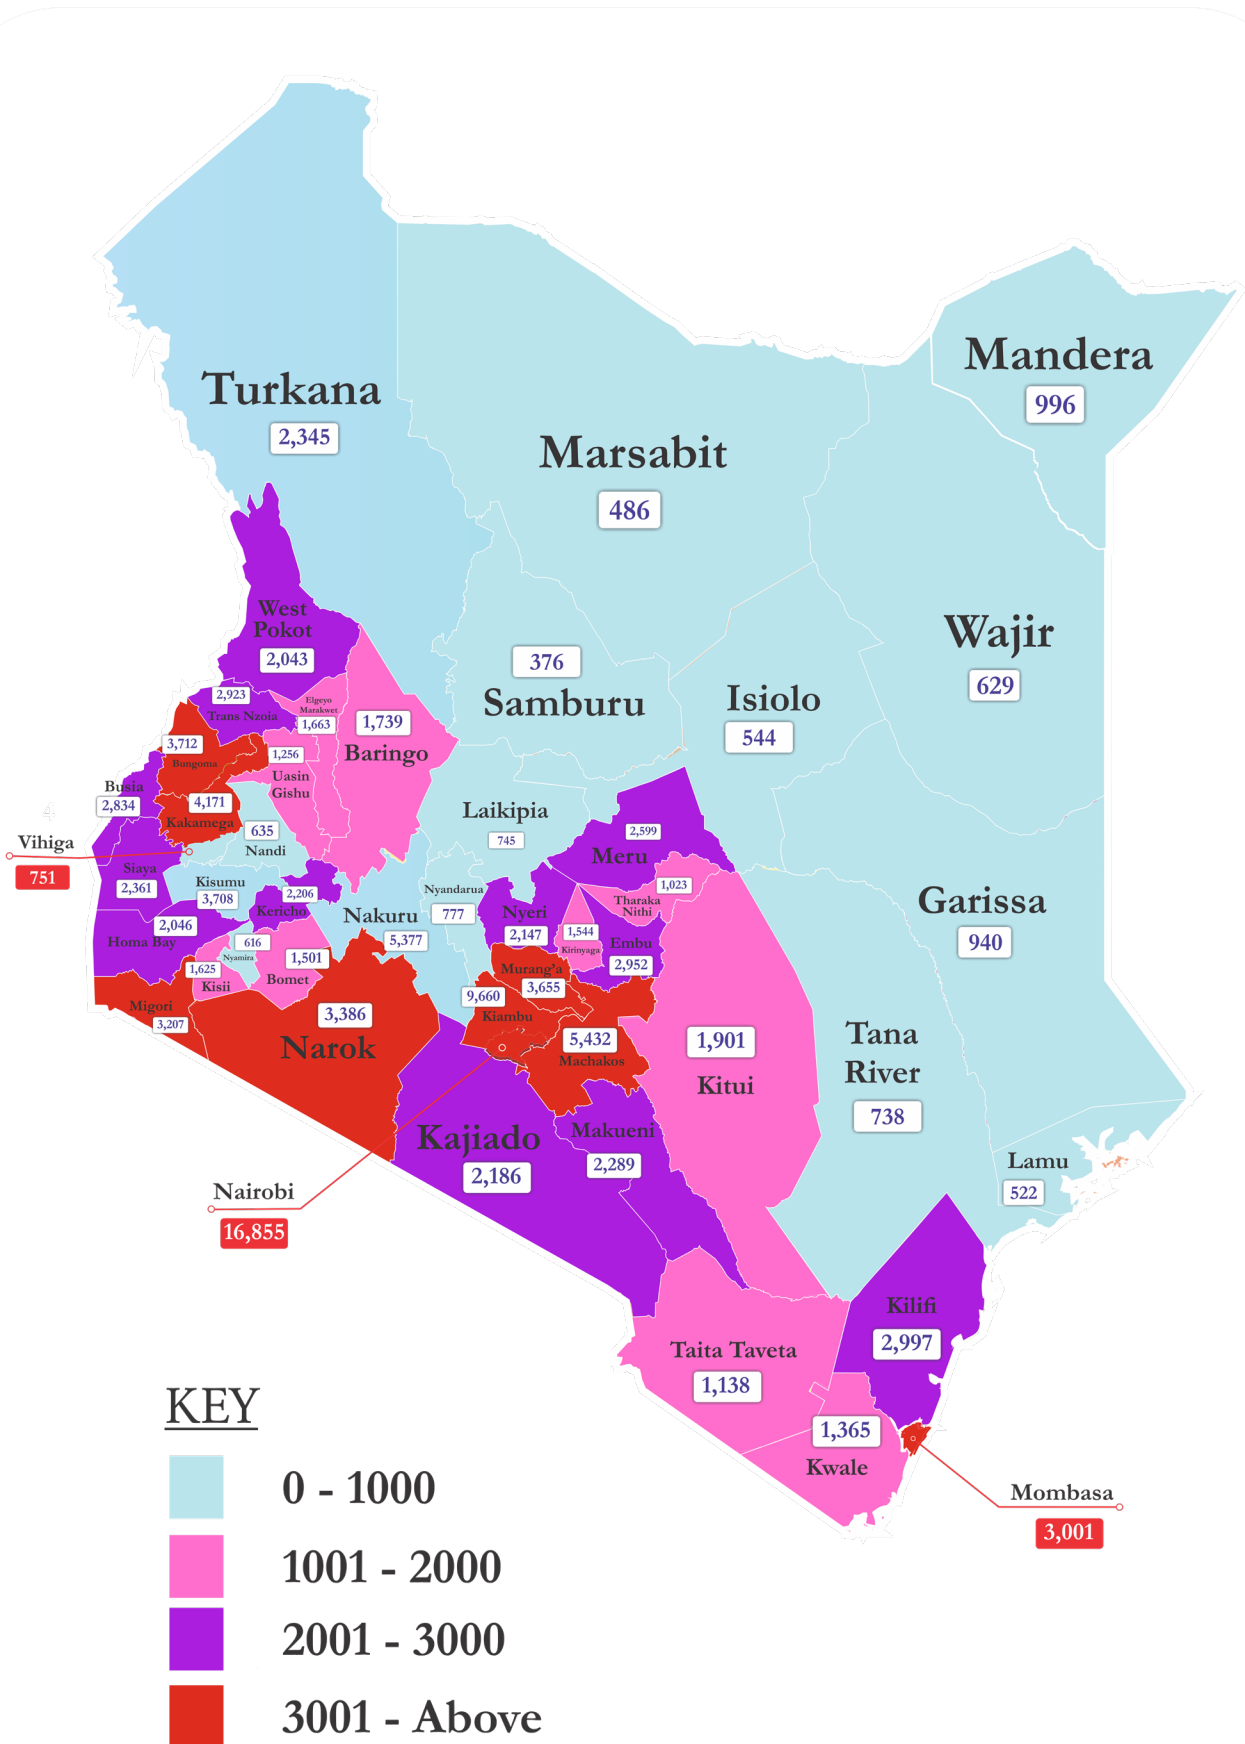 Mandera
996
Turkana
2,345
Marsabit
486
West
Pokot
2,043
Wajir
629
376
Samburu
Isiolo
544
2,923
Trans Nzoia
Elgeyo
Marakwet
1,663
1,739
Baringo
3,712
Bungoma
1,256
Uasin
Gishu
Busia
2,834
4,171
Kakamega
Laikipia
745
635
Nandi
Vihiga
751
2,599
Meru
Siaya
2,361
Kisumu
3,708
2,206
Kericho
Nyandarua
777
1,023
Tharaka
Nithi
Garissa
940
Nakuru
5,377
Nyeri
2,147
1,544
Kirinyaga
Embu
2,952
2,046
Homa Bay
616
Nyamira
1,501
Bomet
1,625
Kisii
Murang'a
3,655
9,660
Kiambu
Migori
3,207
3,386
Narok
5,432
Machakos
1,901
Kitui
Tana
River
738
Kajiado
2,186
Makueni
2,289
Lamu
522
Nairobi
16,855
Kilifi
2,997
Taita Taveta
1,138
1,365
Kwale
Mombasa
3,001
KEY
0 - 1000
1001 - 2000
2001 - 3000
3001 - Above